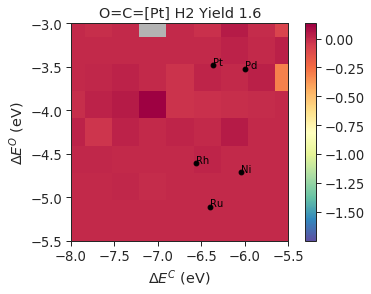 O=C=[Pt] H2 Yield 1.6
−3.0
−3.5
−4.0
−4.5
−5.0
−5.5
ΔE^O (eV)
Pt
Pd
Rh
Ni
Ru
−8.0 −7.5 −7.0 −6.5 −6.0 −5.5
ΔE^C (eV)
0.00
−0.25
−0.50
−0.75
−1.00
−1.25
−1.50